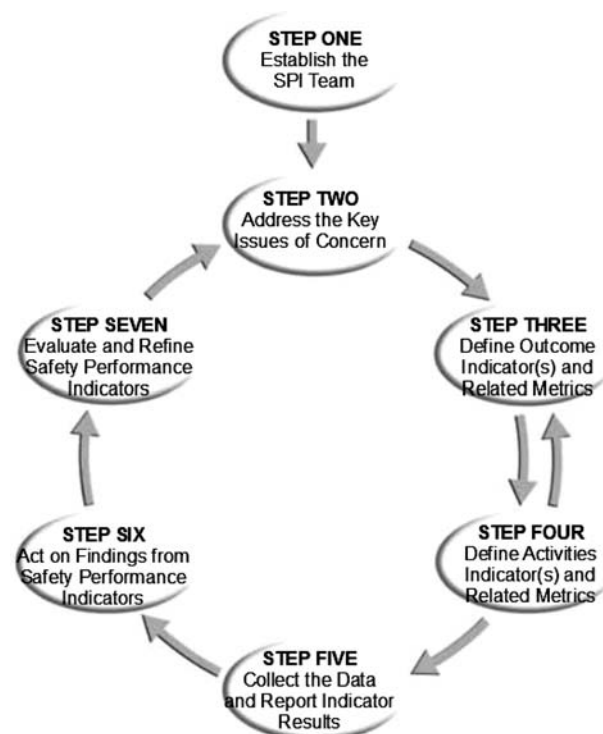 STEP ONE
Establish the
SPI Team
STEP TWO
Address the Key
Issues of Concern
STEP THREE
Define Outcome
Indicator(s) and
Related Metrics
STEP FOUR
Define Activities
Indicator(s) and
Related Metrics
STEP FIVE
Collect the Data
and Report Indicator
Results
STEP SIX
Act on Findings from
Safety Performance
Indicators
STEP SEVEN
Evaluate and Refine
Safety Performance
Indicators